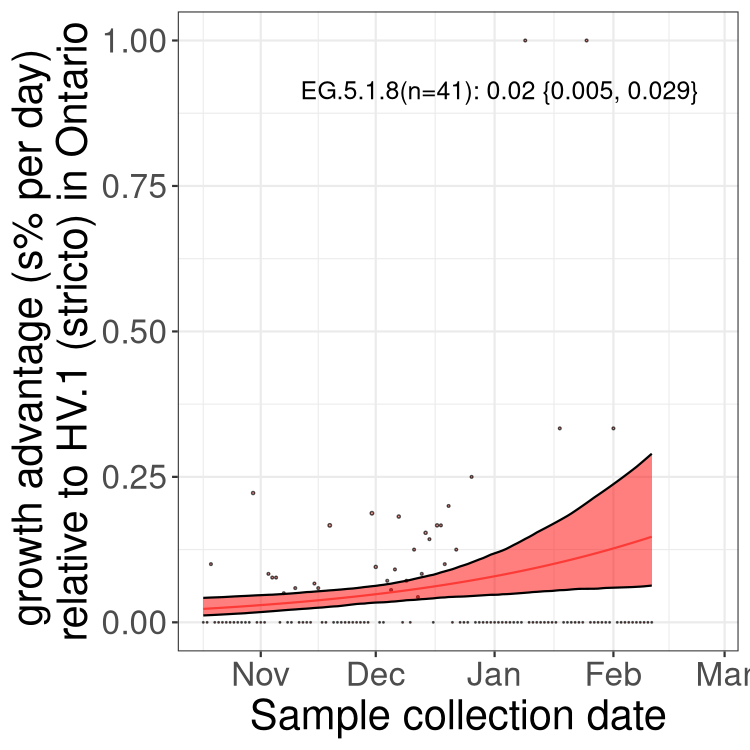 growth advantage (s% per day)
relative to HV.1 (stricto) in Ontario
1.00
0.75
0.50
0.25
0.00
EG.5.1.8(n=41): 0.02 {0.005, 0.029}
Nov Dec Jan Feb Mar
Sample collection date